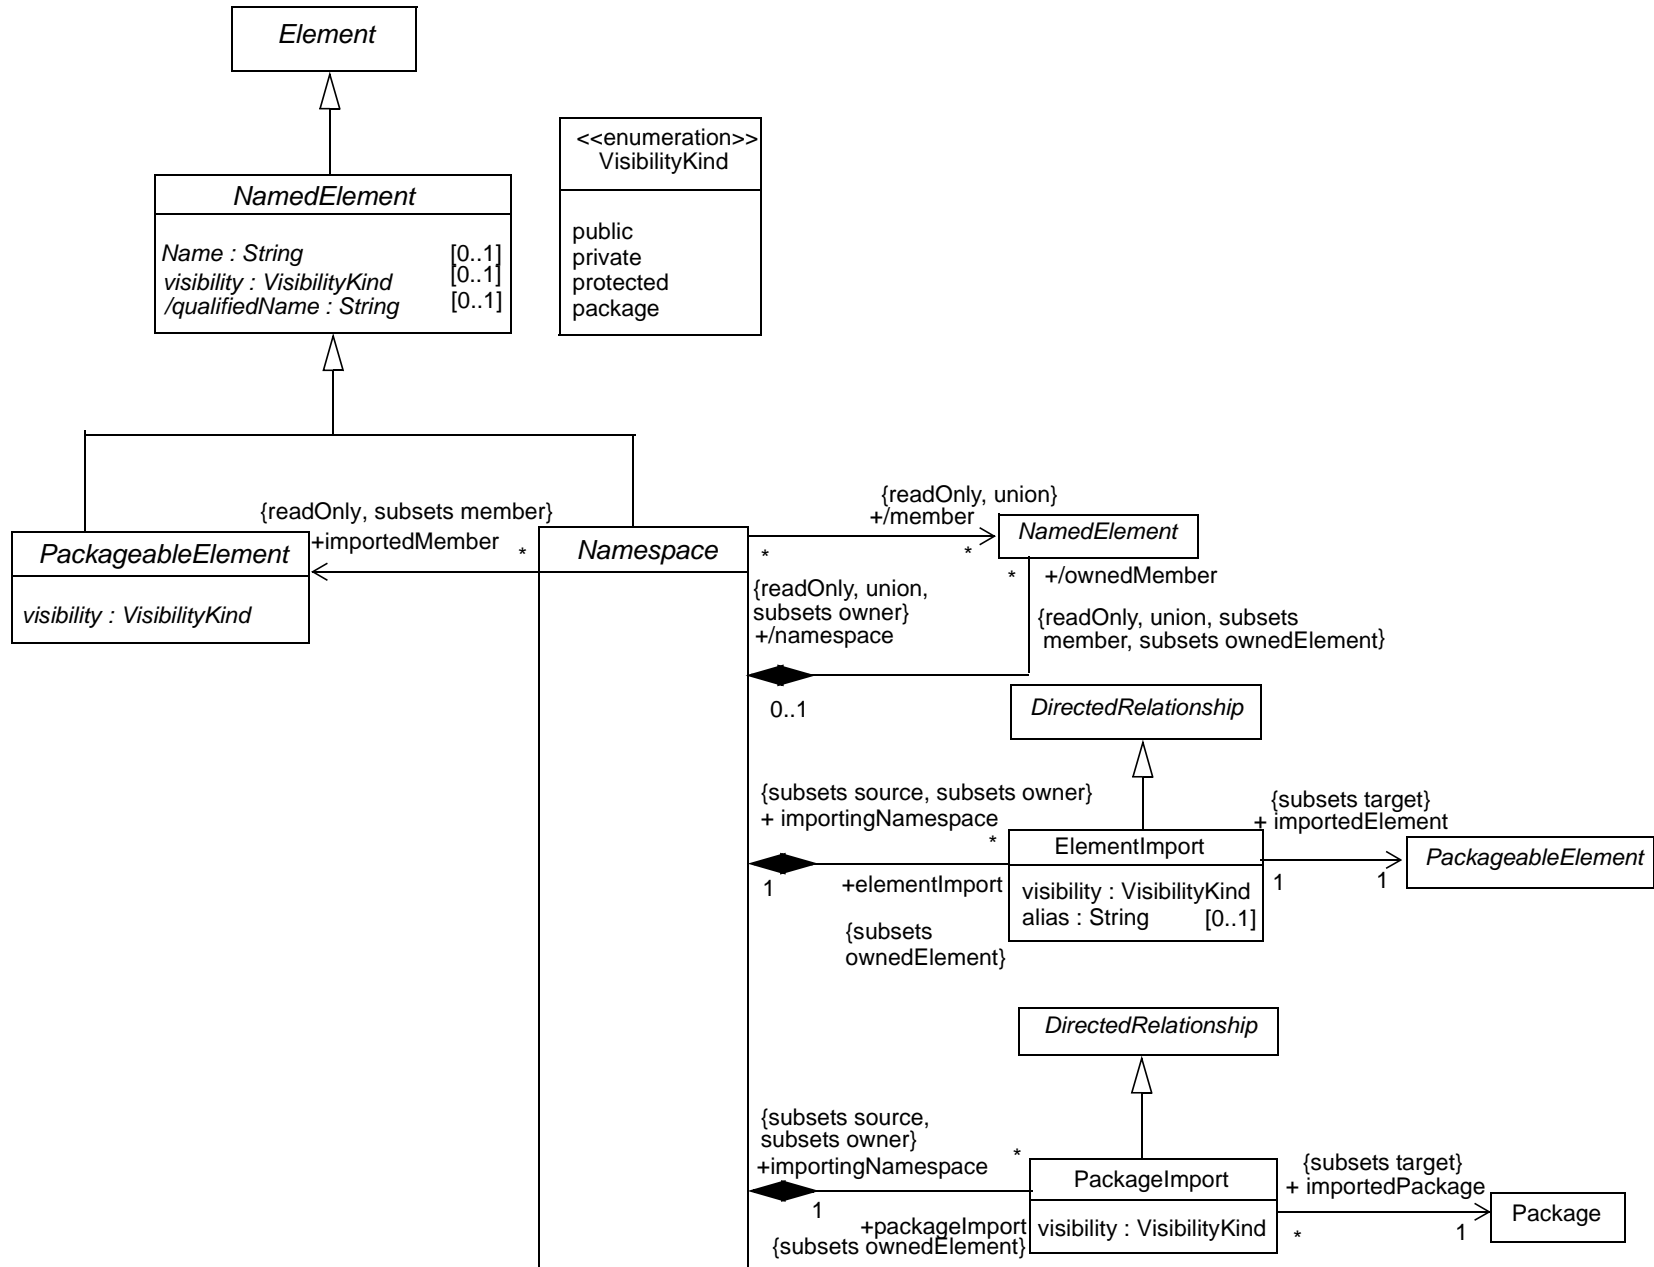 Element
<<enumeration>>
VisibilityKind
public
private
protected
package
NamedElement
Name : String [0..1]
visibility : VisibilityKind [0..1]
/qualifiedName : String [0..1]
{readOnly, subsets member}
+importedMember *
PackageableElement
visibility : VisibilityKind
Namespace
{readOnly, union}
+/member
* *
NamedElement
* +/ownedMember
{readOnly, union,
subsets owner}
+/namespace
{readOnly, union, subsets
member, subsets ownedElement}
0..1
DirectedRelationship
{subsets source, subsets owner}
+ importingNamespace
*
1
+elementImport
{subsets
ownedElement}
ElementImport
visibility : VisibilityKind
alias : String [0..1]
{subsets target}
+ importedElement
1 1
PackageableElement
DirectedRelationship
{subsets source,
subsets owner}
+importingNamespace
*
1
+packageImport
{subsets ownedElement}
PackageImport
visibility : VisibilityKind
{subsets target}
+ importedPackage
* 1
Package